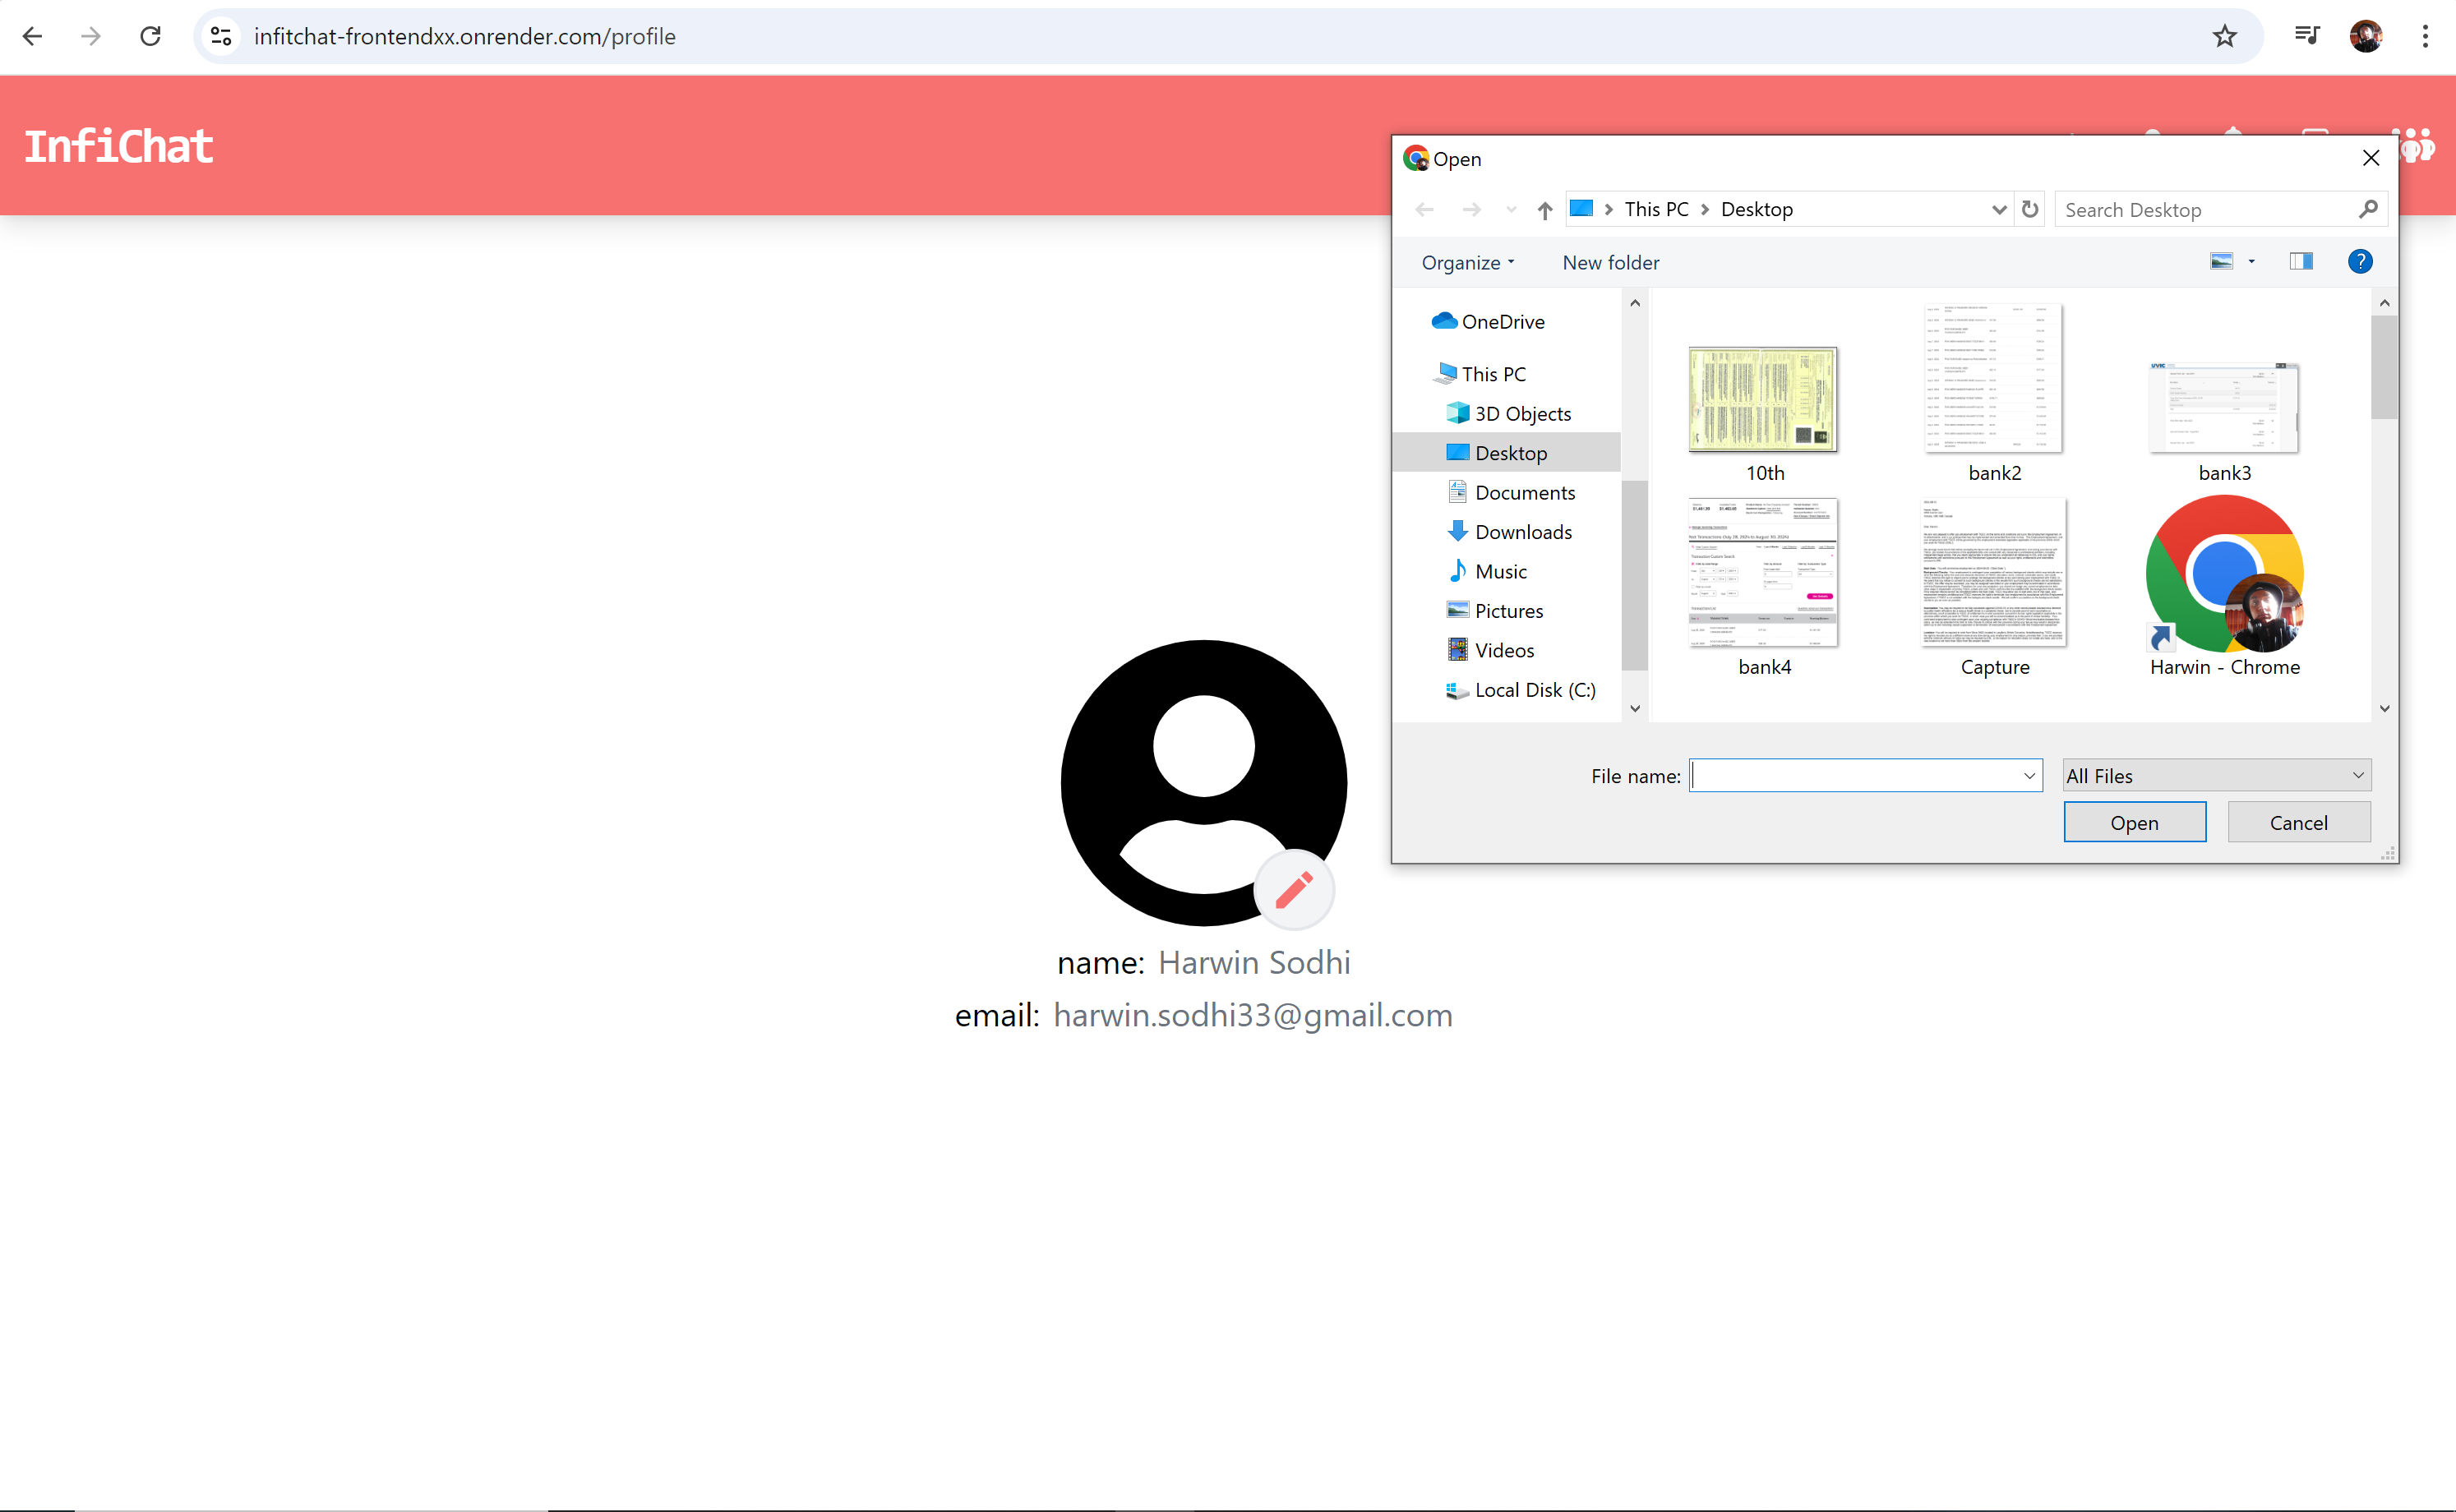 infitchat-frontendxx.onrender.com/profile
InfiChat
Open
This PC
Desktop
Search Desktop
Organize
New folder
OneDrive
This PC
3D Objects
Desktop
Documents
Downloads
Music
Pictures
Videos
Local Disk (C:)
10th
bank2
bank3
bank4
Capture
Harwin - Chrome
File name:
All Files
Open
Cancel
name: Harwin Sodhi
email: harwin.sodhi33@gmail.com